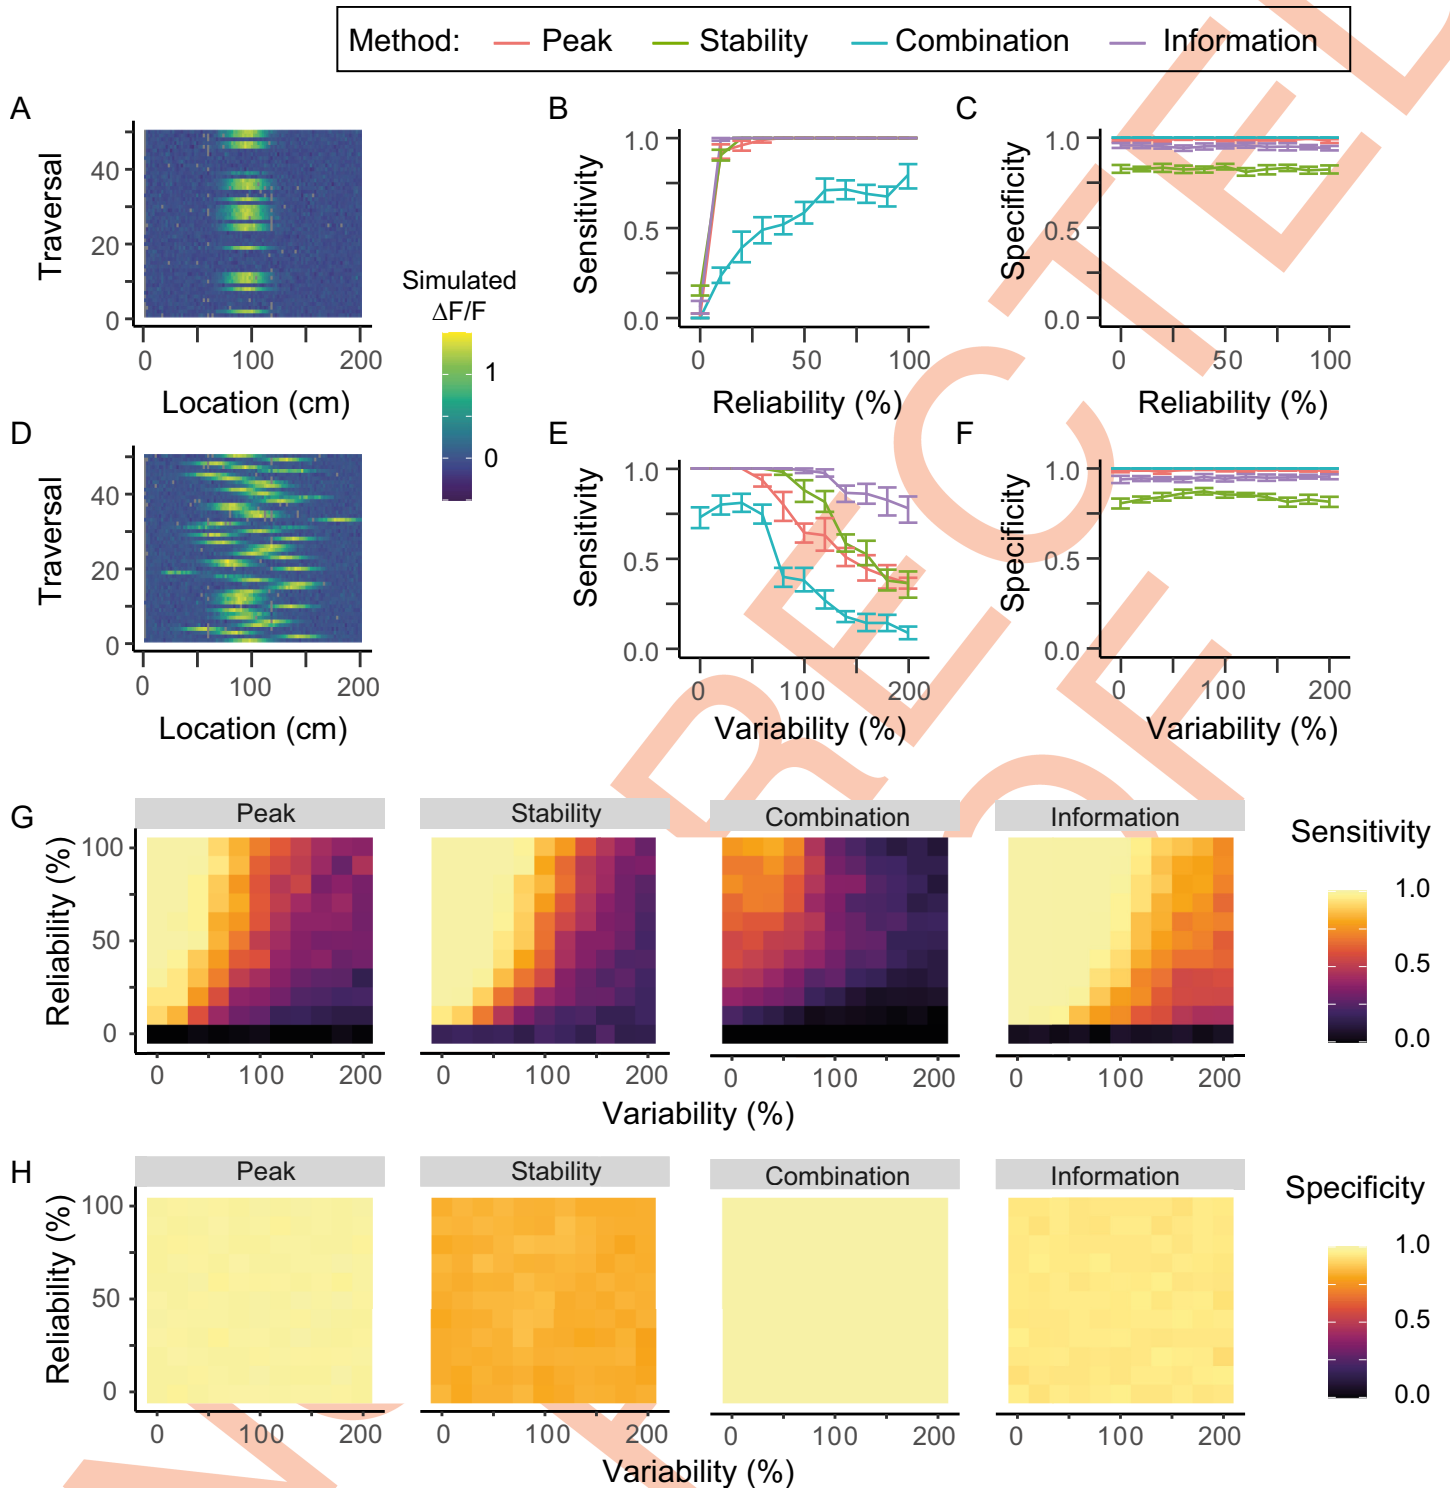 Method: Peak Stability Combination Information
A B C
Traversal
40
20
0
0 100 200
Location (cm)
Simulated
ΔF/F
1
0
Sensitivity
1.0
0.5
0.0
0 50 100
Reliability (%)
Specificity
1.0
0.5
0.0
0 50 100
Reliability (%)
D E F
Traversal
40
20
0
0 100 200
Location (cm)
Sensitivity
1.0
0.5
0.0
0 100 200
Variability (%)
Specificity
1.0
0.5
0.0
0 100 200
Variability (%)
G
Peak Stability Combination Information
Reliability (%)
100
50
0
0 100 200 0 100 200 0 100 200 0 100 200
Variability (%)
Sensitivity
1.0
0.5
0.0
H
Peak Stability Combination Information
Reliability (%)
100
50
0
0 100 200 0 100 200 0 100 200 0 100 200
Variability (%)
Specificity
1.0
0.5
0.0